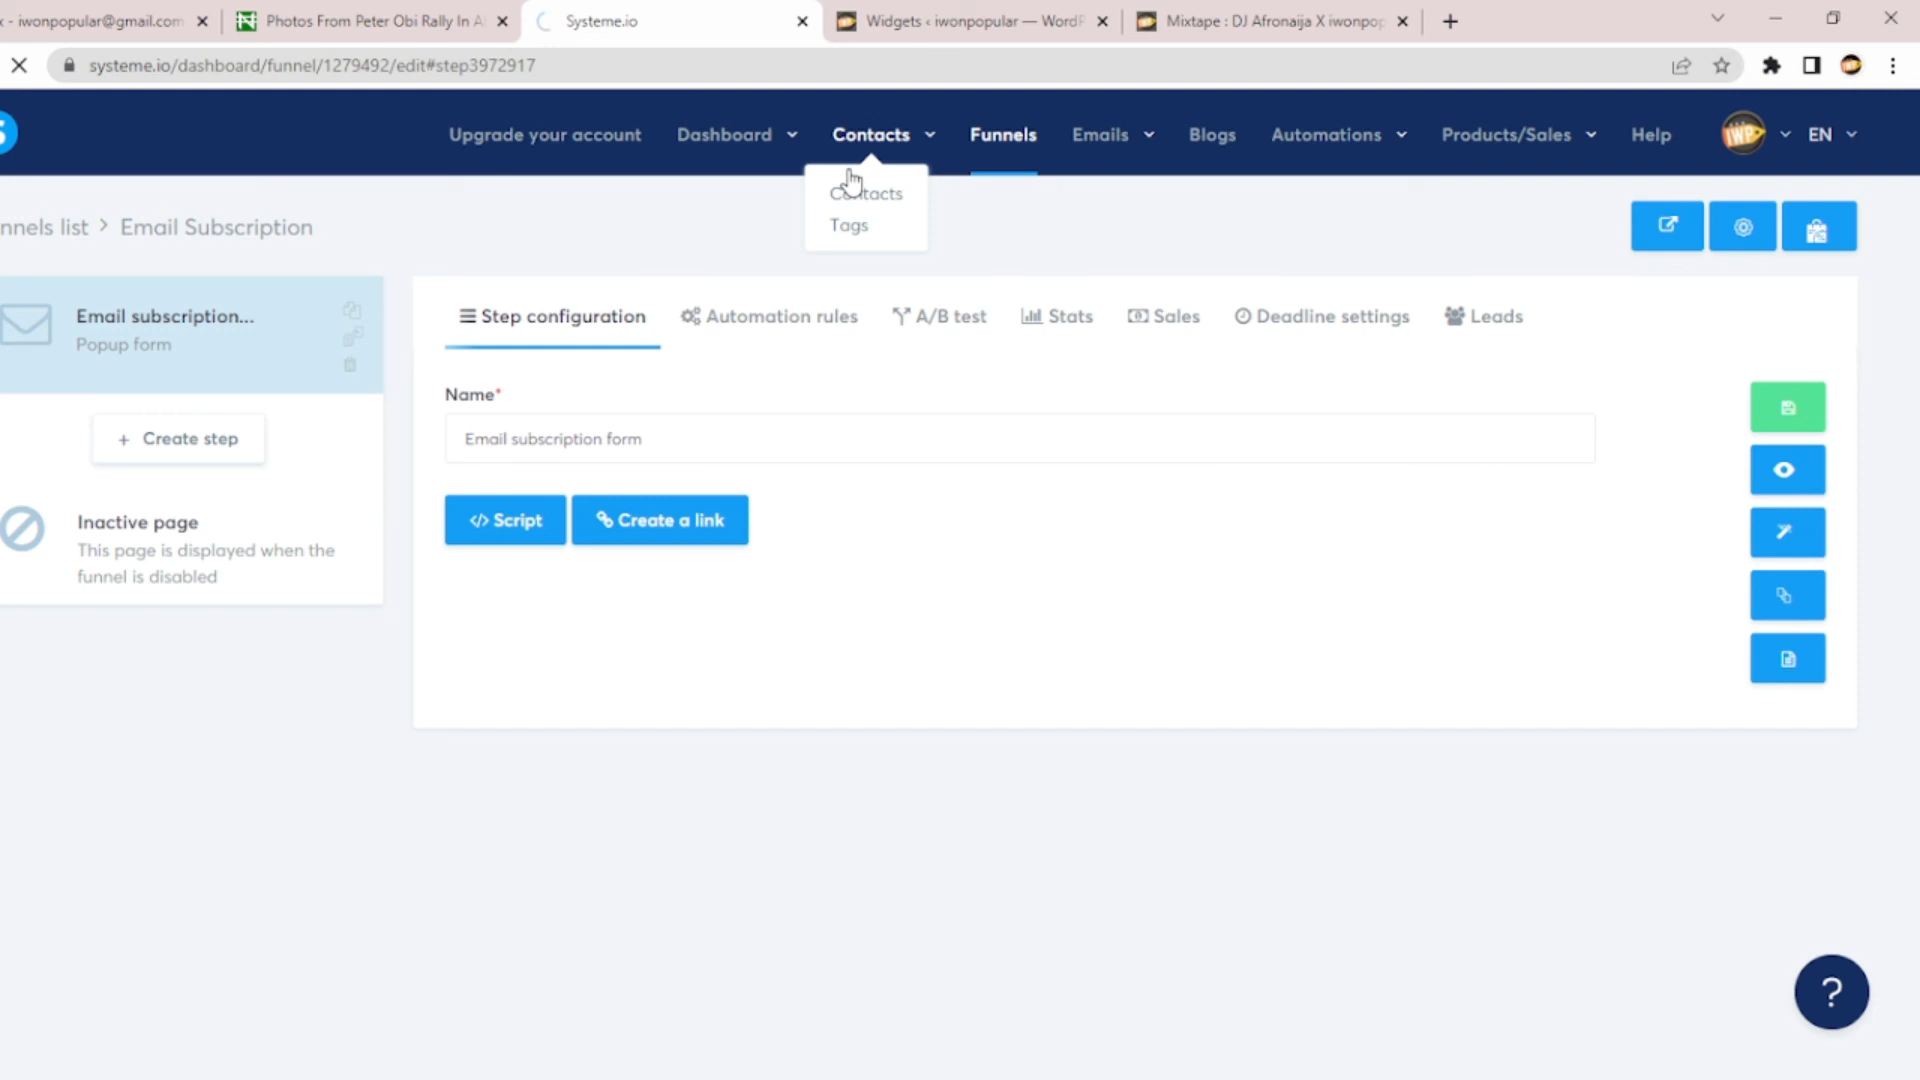 - iwonpopular@gmail.com
Photos From Peter Obi Rally In A
Systeme.io
Widgets ‹ iwonpopular — WordP
Mixtape : DJ Afronaija X iwonpop
systeme.io/dashboard/funnel/1279492/edit#step3972917
Upgrade your account
Dashboard
Contacts
Funnels
Emails
Blogs
Automations
Products/Sales
Help
IWP
EN
Contacts
Tags
nnels list > Email Subscription
Email subscription...
Popup form
+ Create step
Inactive page
This page is displayed when the
funnel is disabled
Step configuration
Automation rules
A/B test
Stats
Sales
Deadline settings
Leads
Name*
Email subscription form
</> Script
Create a link
?